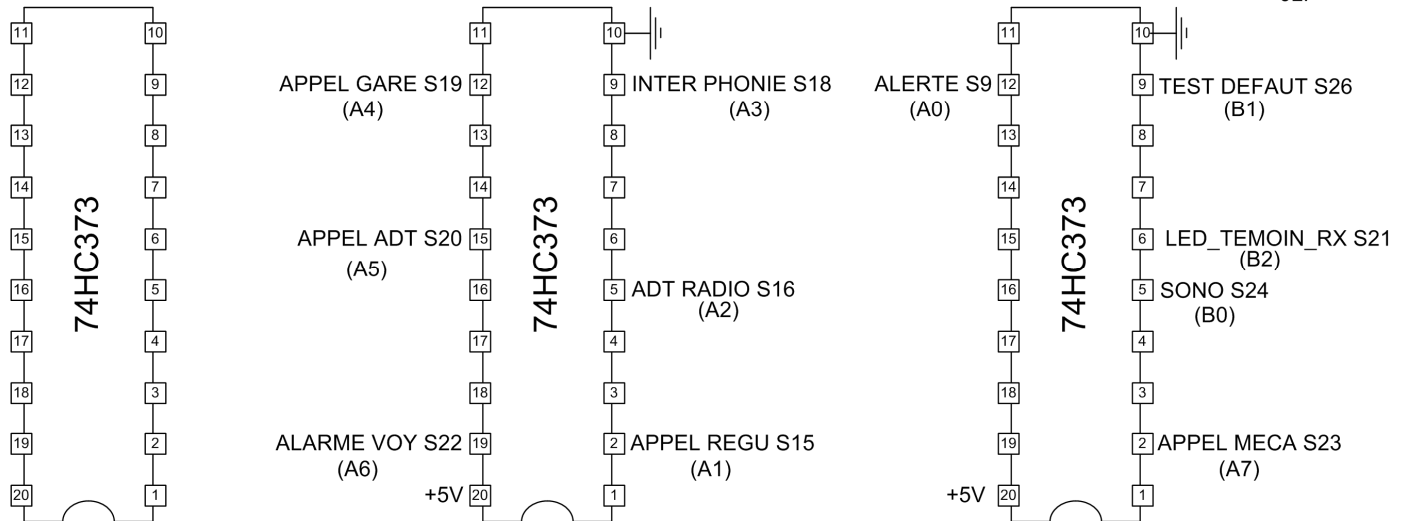 11 10 11 10 11 10
12 9 APPEL GARE S19 12 9 INTER PHONIE S18 ALERTE S9 12 9 TEST DEFAUT S26
(A4) (A3) (A0) (B1)
13 8 13 8 13 8
14 7 14 7 14 7
74HC373 74HC373 74HC373
15 6 APPEL ADT S20 15 6 15 6 LED_TEMOIN_RX S21
(A5) (B2)
16 5 16 5 ADT RADIO S16 16 5 SONO S24
(A2) (B0)
17 4 17 4 17 4
18 3 18 3 18 3
19 2 ALARME VOY S22 19 2 APPEL REGU S15 19 2 APPEL MECA S23
(A6) (A1) (A7)
20 1 +5V 20 1 +5V 20 1